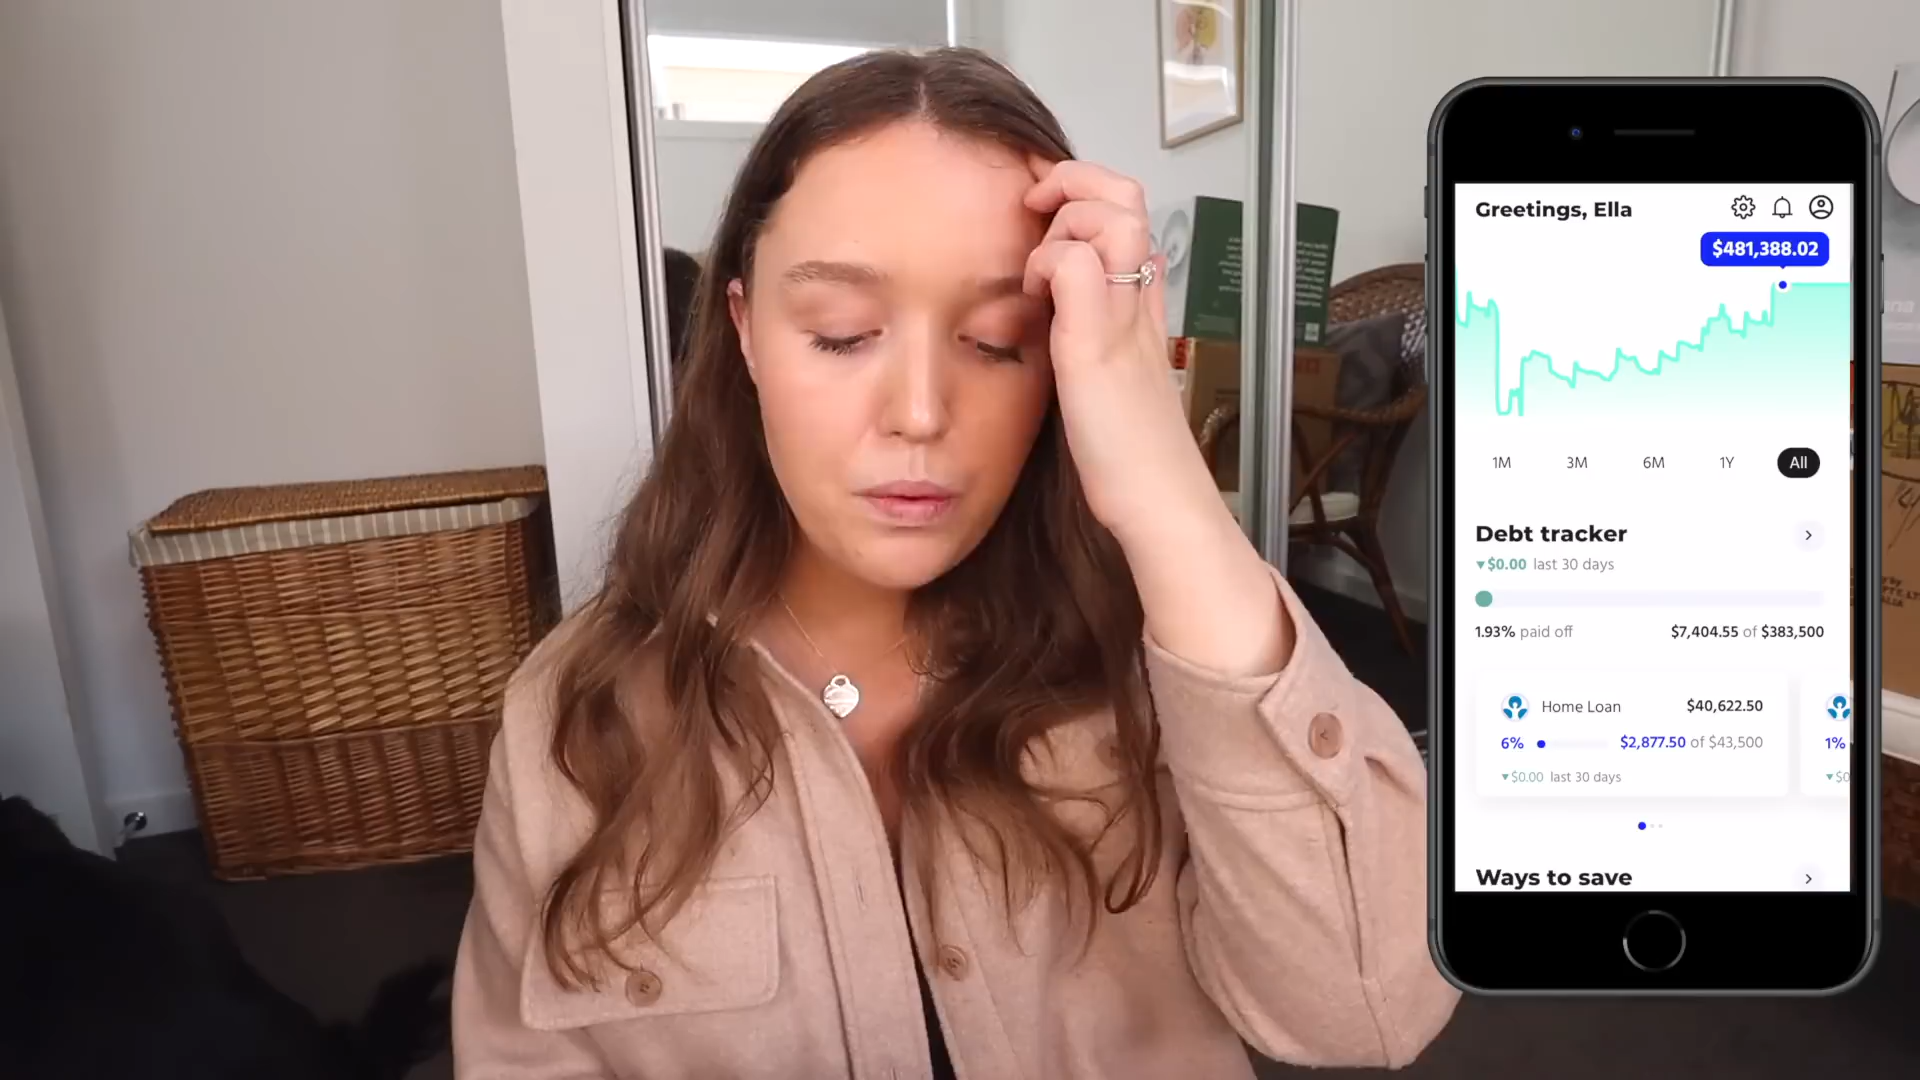 Greetings, Ella
$481,388.02
1M 3M 6M 1Y All
Debt tracker
▾$0.00 last 30 days
1.93% paid off $7,404.55 of $383,500
Home Loan $40,622.50
6% $2,877.50 of $43,500 1%
▾$0.00 last 30 days ▾$0
Ways to save